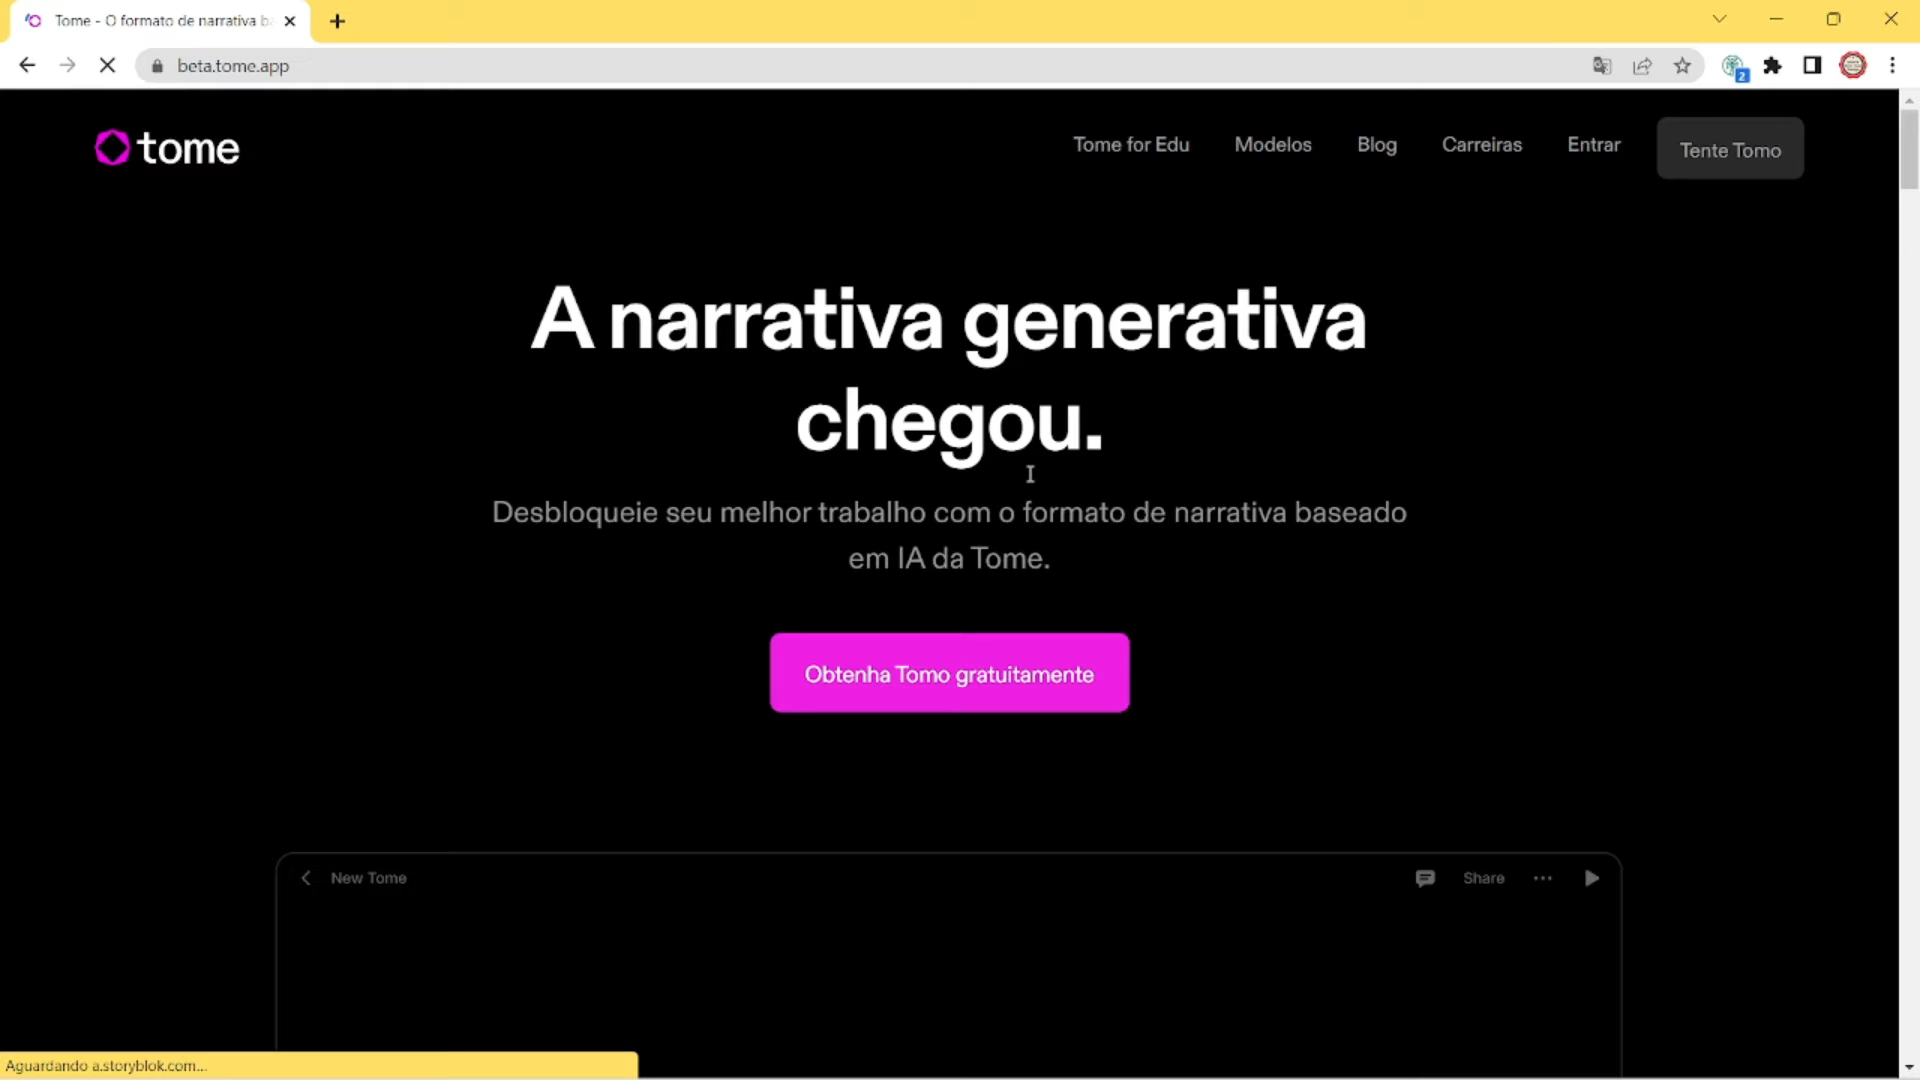 Tome - O formato de narrativa b
beta.tome.app
2
tome
Tome for Edu
Modelos
Blog
Carreiras
Entrar
Tente Tomo
A narrativa generativa
chegou.
Desbloqueie seu melhor trabalho com o formato de narrativa baseado
em IA da Tome.
Obtenha Tomo gratuitamente
New Tome
Share
Aguardando a.storyblok.com...